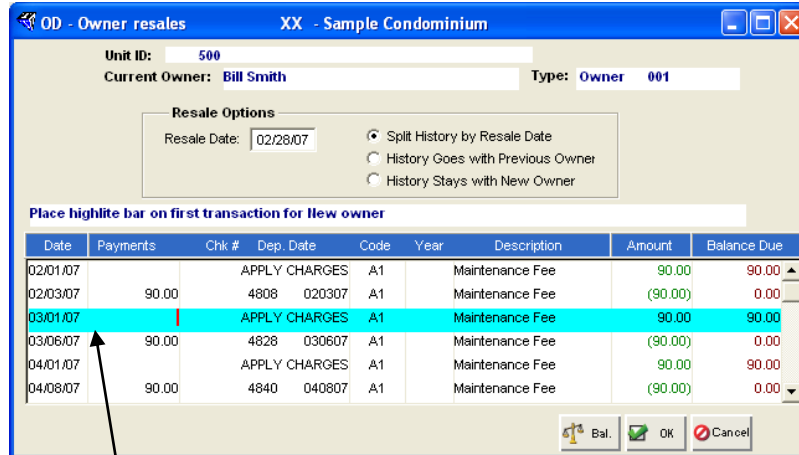 OD - Owner resales XX - Sample Condominium
Unit ID: 500
Current Owner: Bill Smith Type: Owner 001
Resale Options
Resale Date: 02/28/07
Split History by Resale Date
History Goes with Previous Owner
History Stays with New Owner
Place highlite bar on first transaction for New owner
Date Payments Chk # Dep. Date Code Year Description Amount Balance Due
02/01/07 APPLY CHARGES A1 Maintenance Fee 90.00 90.00
02/03/07 90.00 4808 020307 A1 Maintenance Fee (90.00) 0.00
03/01/07 APPLY CHARGES A1 Maintenance Fee 90.00 90.00
03/06/07 90.00 4828 030607 A1 Maintenance Fee (90.00) 0.00
04/01/07 APPLY CHARGES A1 Maintenance Fee 90.00 90.00
04/08/07 90.00 4840 040807 A1 Maintenance Fee (90.00) 0.00
Bal. OK Cancel